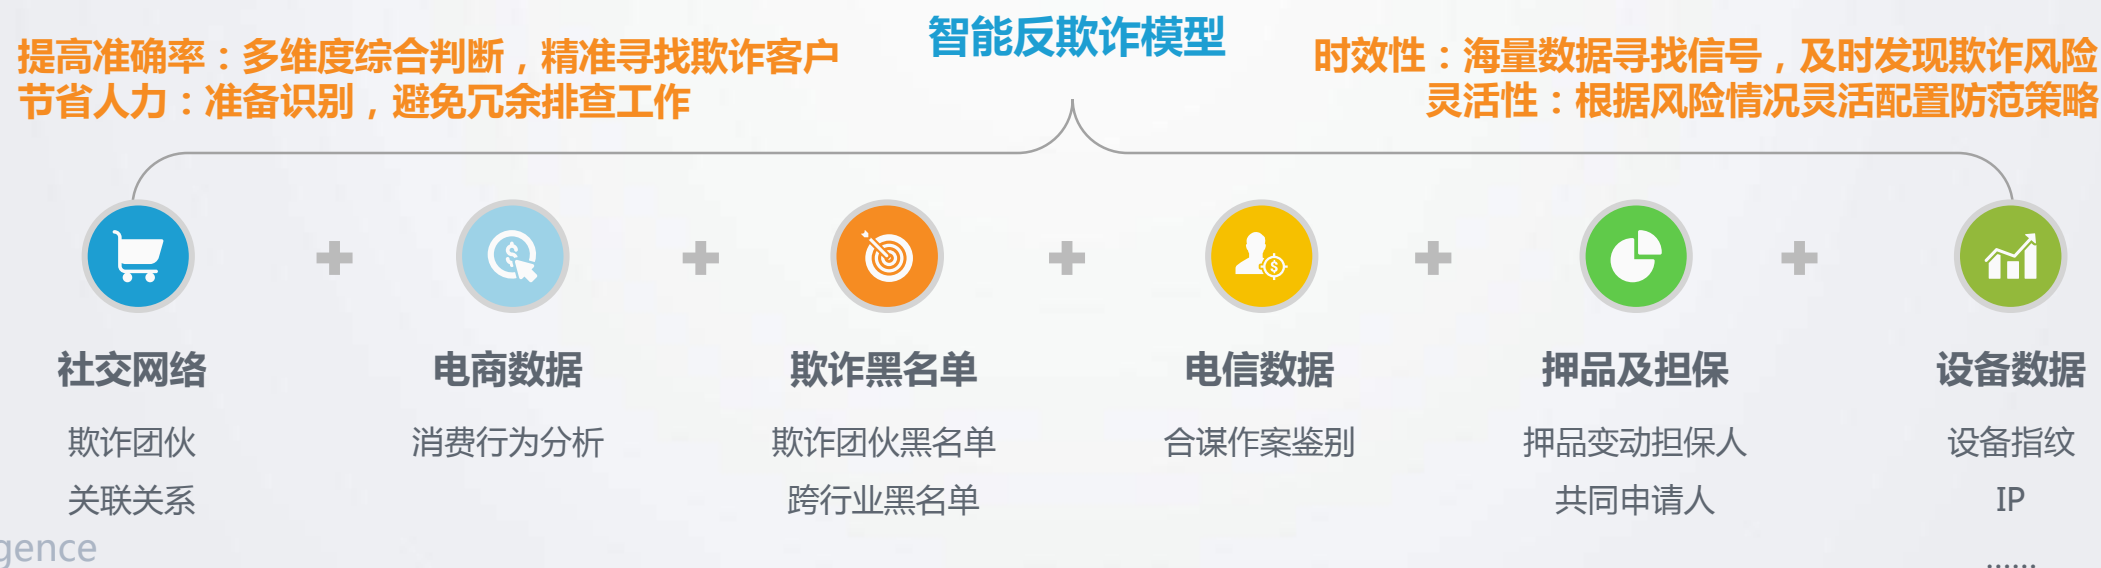 智能反欺诈模型
提高准确率：多维度综合判断，精准寻找欺诈客户
节省人力：准备识别，避免冗余排查工作
时效性：海量数据寻找信号，及时发现欺诈风险
灵活性：根据风险情况灵活配置防范策略
社交网络
欺诈团伙
关联关系
电商数据
消费行为分析
欺诈黑名单
欺诈团伙黑名单
跨行业黑名单
电信数据
合谋作案鉴别
押品及担保
押品变动担保人
共同申请人
设备数据
设备指纹
IP
......
gence